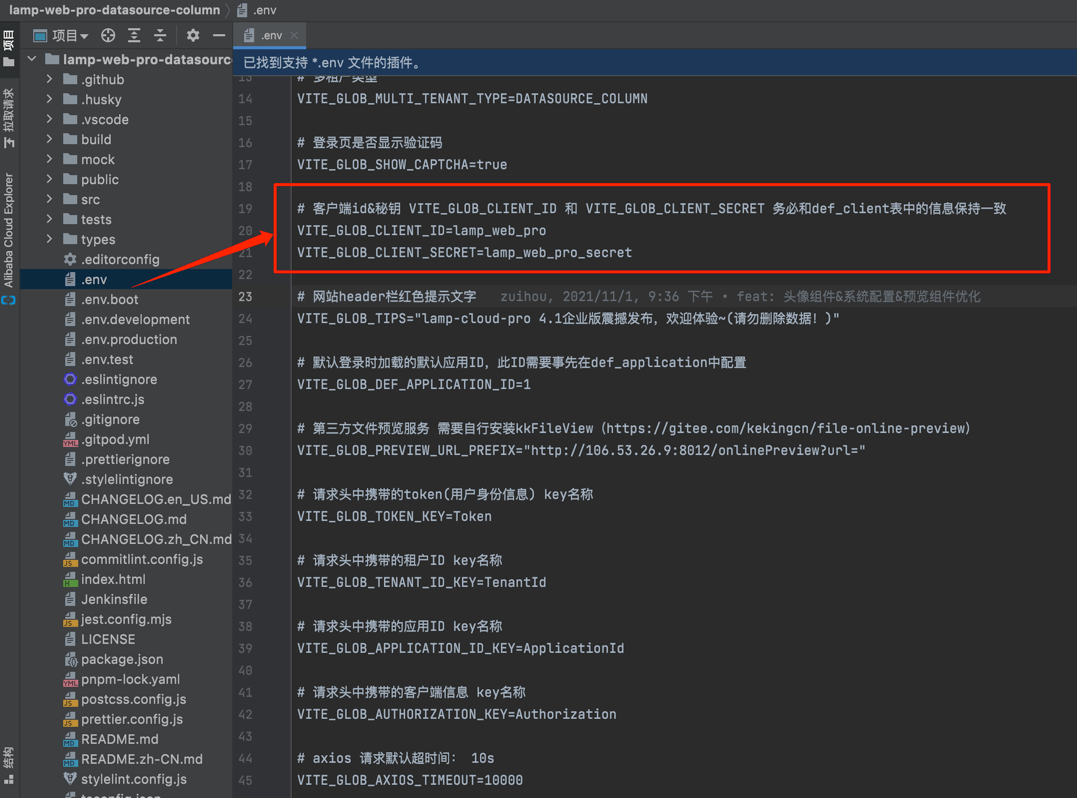 lamp-web-pro-datasource-column
.env
项目
.env
已找到支持 *.env 文件的插件。
项目
拉取请求
Alibaba Cloud Explorer
结构
lamp-web-pro-datasourc
.github
.husky
.vscode
build
mock
public
src
tests
types
.editorconfig
.env
.env.boot
.env.development
.env.production
.env.test
.eslintignore
.eslintrc.js
.gitignore
.gitpod.yml
.prettierignore
.stylelintignore
CHANGELOG.en_US.md
CHANGELOG.md
CHANGELOG.zh_CN.md
commitlint.config.js
index.html
Jenkinsfile
jest.config.mjs
LICENSE
package.json
pnpm-lock.yaml
postcss.config.js
prettier.config.js
README.md
README.zh-CN.md
stylelint.config.js
tsconfig.json
13 # 多租户类型
14 VITE_GLOB_MULTI_TENANT_TYPE=DATASOURCE_COLUMN
15
16 # 登录页是否显示验证码
17 VITE_GLOB_SHOW_CAPTCHA=true
18
19 # 客户端id&秘钥 VITE_GLOB_CLIENT_ID 和 VITE_GLOB_CLIENT_SECRET 务必和def_client表中的信息保持一致
20 VITE_GLOB_CLIENT_ID=lamp_web_pro
21 VITE_GLOB_CLIENT_SECRET=lamp_web_pro_secret
22
23 # 网站header栏红色提示文字 zuihou, 2021/11/1, 9:36 下午 • feat: 头像组件&系统配置&预览组件优化
24 VITE_GLOB_TIPS="lamp-cloud-pro 4.1企业版震撼发布，欢迎体验~(请勿删除数据！)"
25
26 # 默认登录时加载的默认应用ID，此ID需要事先在def_application中配置
27 VITE_GLOB_DEF_APPLICATION_ID=1
28
29 # 第三方文件预览服务 需要自行安装kkFileView（https://gitee.com/kekingcn/file-online-preview）
30 VITE_GLOB_PREVIEW_URL_PREFIX="http://106.53.26.9:8012/onlinePreview?url="
31
32 # 请求头中携带的token(用户身份信息) key名称
33 VITE_GLOB_TOKEN_KEY=Token
34
35 # 请求头中携带的租户ID key名称
36 VITE_GLOB_TENANT_ID_KEY=TenantId
37
38 # 请求头中携带的应用ID key名称
39 VITE_GLOB_APPLICATION_ID_KEY=ApplicationId
40
41 # 请求头中携带的客户端信息 key名称
42 VITE_GLOB_AUTHORIZATION_KEY=Authorization
43
44 # axios 请求默认超时间： 10s
45 VITE_GLOB_AXIOS_TIMEOUT=10000